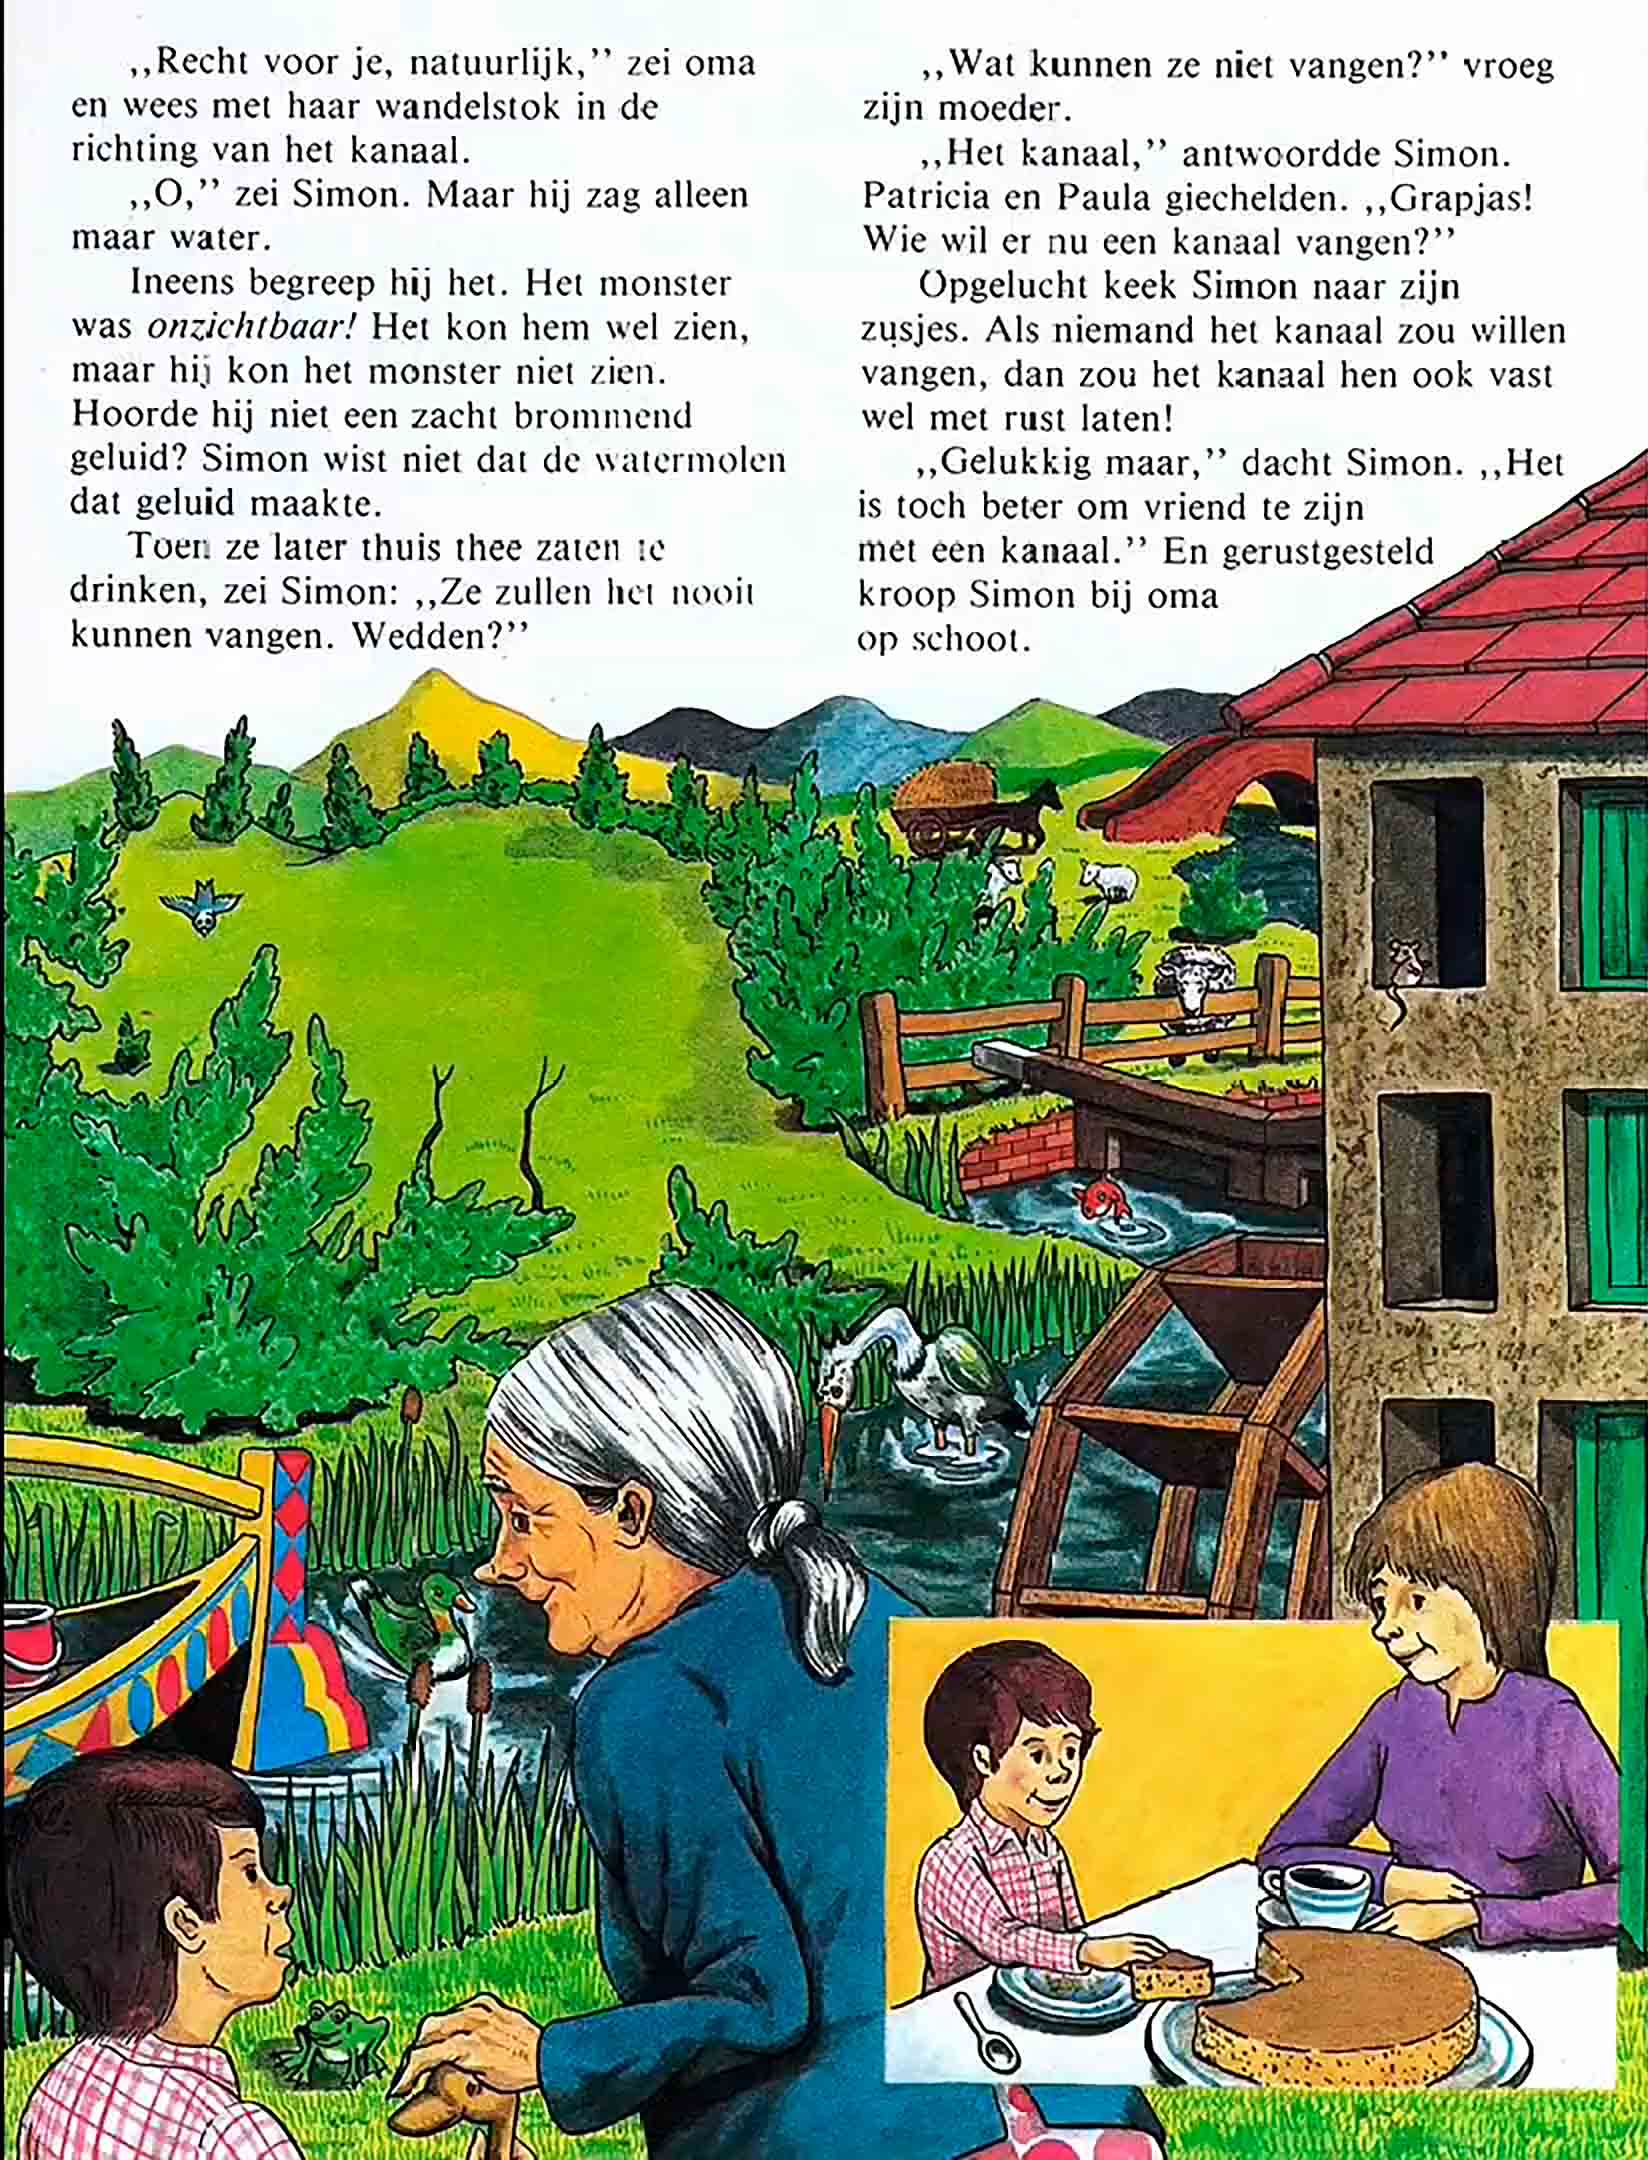 ,,Recht voor je, natuurlijk,’’ zei oma
en wees met haar wandelstok in de
richting van het kanaal.
,,O,’’ zei Simon. Maar hij zag alleen
maar water.
Ineens begreep hij het. Het monster
was onzichtbaar! Het kon hem wel zien,
maar hij kon het monster niet zien.
Hoorde hij niet een zacht brommend
geluid? Simon wist niet dat de watermolen
dat geluid maakte.
Toen ze later thuis thee zaten te
drinken, zei Simon: ,,Ze zullen het nooit
kunnen vangen. Wedden?’’
,,Wat kunnen ze niet vangen?’’ vroeg
zijn moeder.
,,Het kanaal,’’ antwoordde Simon.
Patricia en Paula giechelden. ,,Grapjas!
Wie wil er nu een kanaal vangen?’’
Opgelucht keek Simon naar zijn
zusjes. Als niemand het kanaal zou willen
vangen, dan zou het kanaal hen ook vast
wel met rust laten!
,,Gelukkig maar,’’ dacht Simon. ,,Het
is toch beter om vriend te zijn
met een kanaal.’’ En gerustgesteld
kroop Simon bij oma
op schoot.